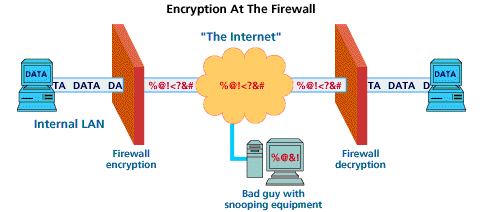 Encryption At The Firewall
"The Internet"
DATA
TA DATA DA
%@!<?&#
%@!<?&#
%@!<?&#
TA DATA DA
DATA
Internal LAN
%@&!
Firewall
encryption
Firewall
decryption
Bad guy with
snooping equipment